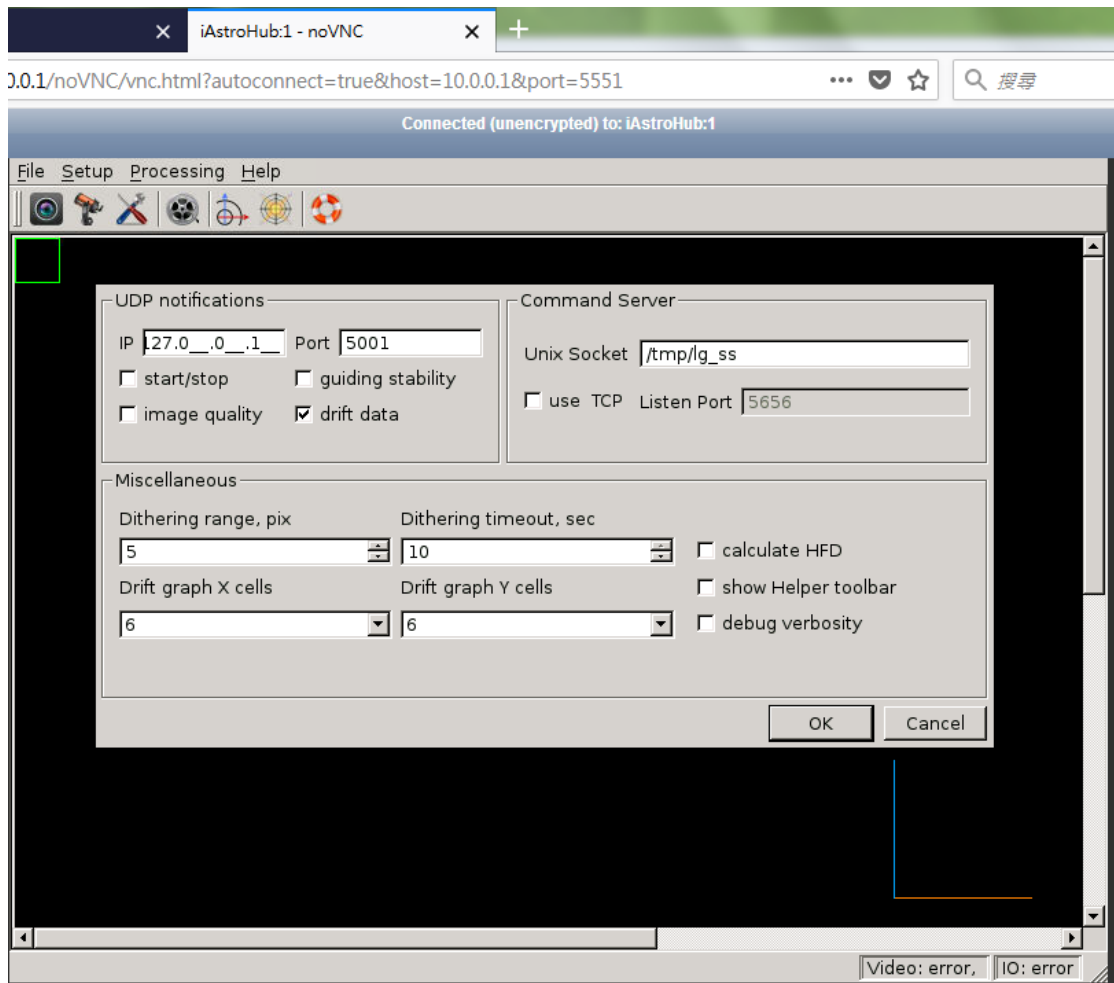 iAstroHub:1 - noVNC
0.0.1/noVNC/vnc.html?autoconnect=true&host=10.0.0.1&port=5551
搜尋
Connected (unencrypted) to: iAstroHub:1
File Setup Processing Help
UDP notifications
Command Server
IP 127.0__.0__.1__ Port 5001
Unix Socket /tmp/lg_ss
start/stop guiding stability
use TCP Listen Port 5656
image quality drift data
Miscellaneous
Dithering range, pix Dithering timeout, sec
5 10 calculate HFD
Drift graph X cells Drift graph Y cells show Helper toolbar
6 6 debug verbosity
OK Cancel
Video: error, IO: error